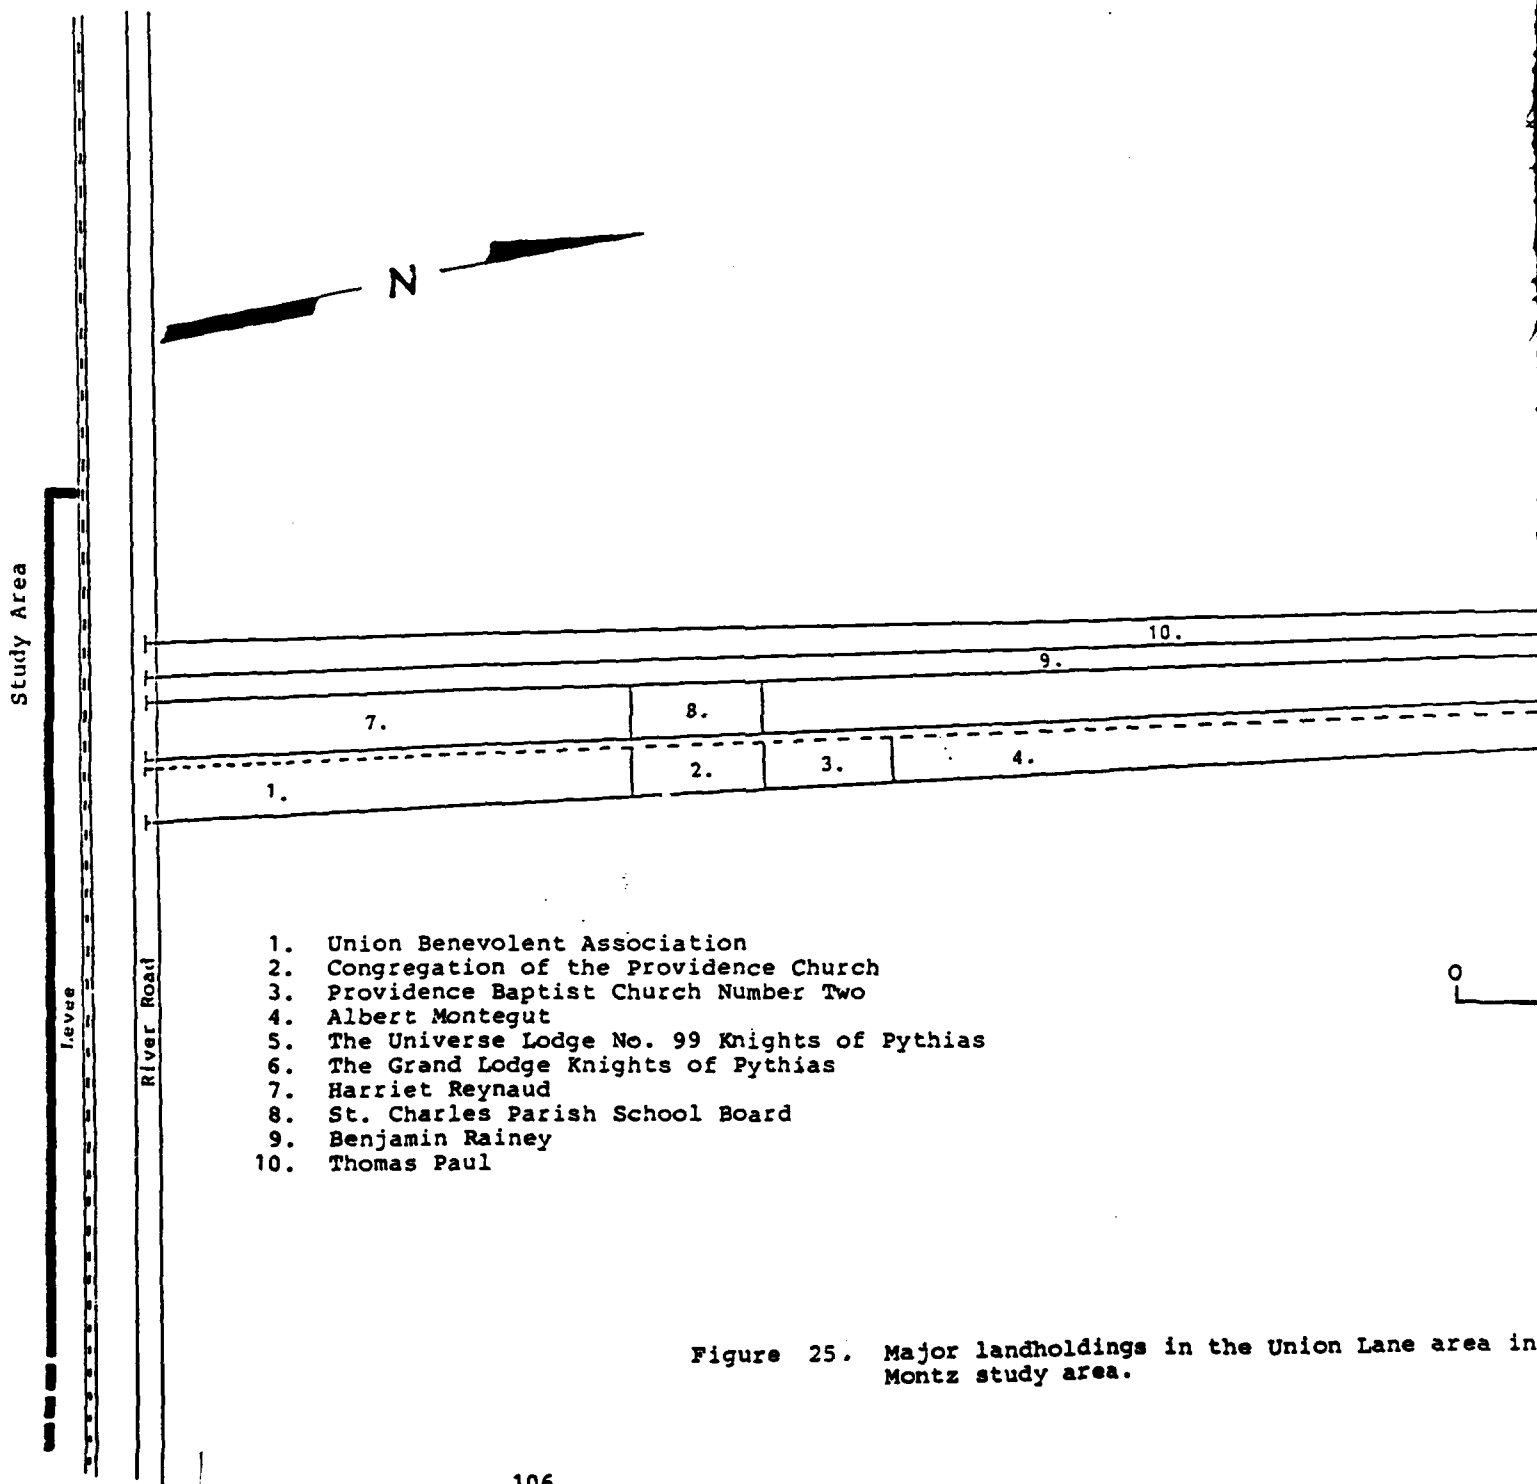 N
Study Area
Levee
River Road
10.
9.
8.
7.
4.
3.
2.
1.
1. Union Benevolent Association
2. Congregation of the Providence Church
3. Providence Baptist Church Number Two
4. Albert Montegut
5. The Universe Lodge No. 99 Knights of Pythias
6. The Grand Lodge Knights of Pythias
7. Harriet Reynaud
8. St. Charles Parish School Board
9. Benjamin Rainey
10. Thomas Paul
0
Figure 25. Major landholdings in the Union Lane area in
Montz study area.
106